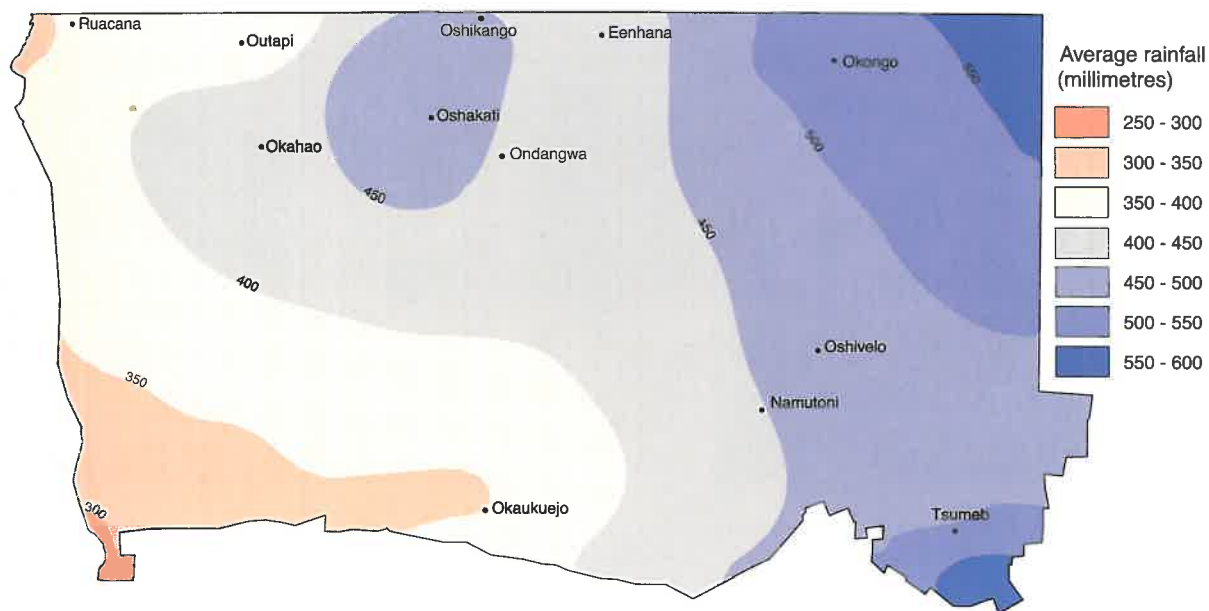 Ruacana
Outapi
Oshikango
Eenhana
Okongo
550
Oshakati
Okahao
Ondangwa
500
450
450
400
Oshivelo
350
Namutoni
300
Okaukuejo
Tsumeb
Average rainfall
(millimetres)
250 - 300
300 - 350
350 - 400
400 - 450
450 - 500
500 - 550
550 - 600